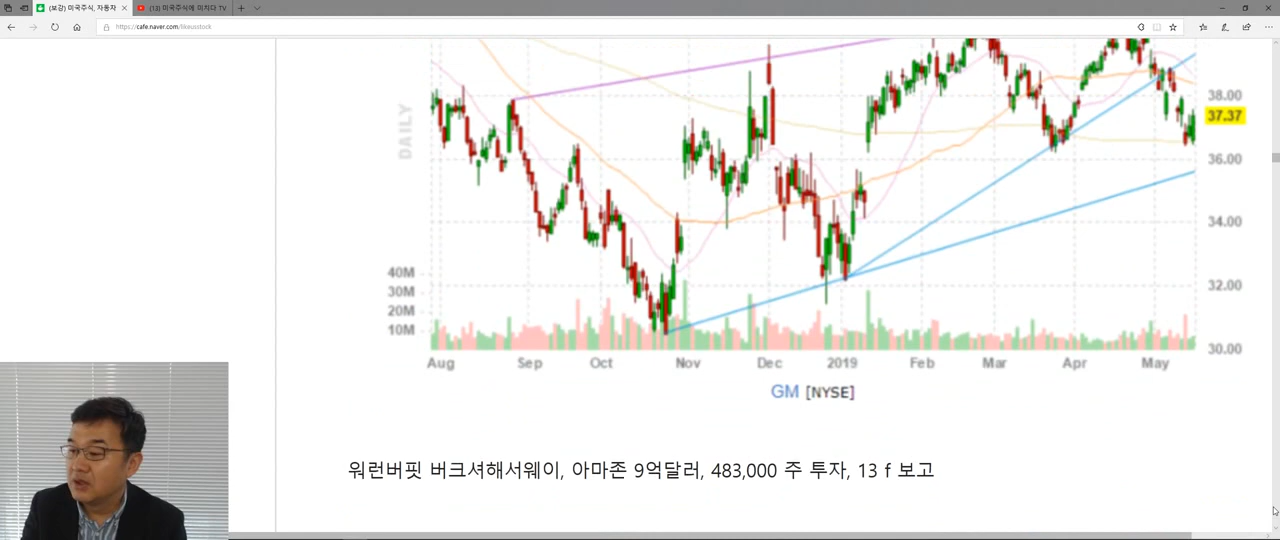 (보강) 미국주식, 자동차
(13) 미국주식에 미치다 TV
https://cafe.naver.com/likeusstock
DAILY
38.00
37.37
36.00
34.00
32.00
30.00
40M
30M
20M
10M
Aug Sep Oct Nov Dec 2019 Feb Mar Apr May
GM [NYSE]
워런버핏 버크셔해서웨이, 아마존 9억달러, 483,000 주 투자, 13 f 보고